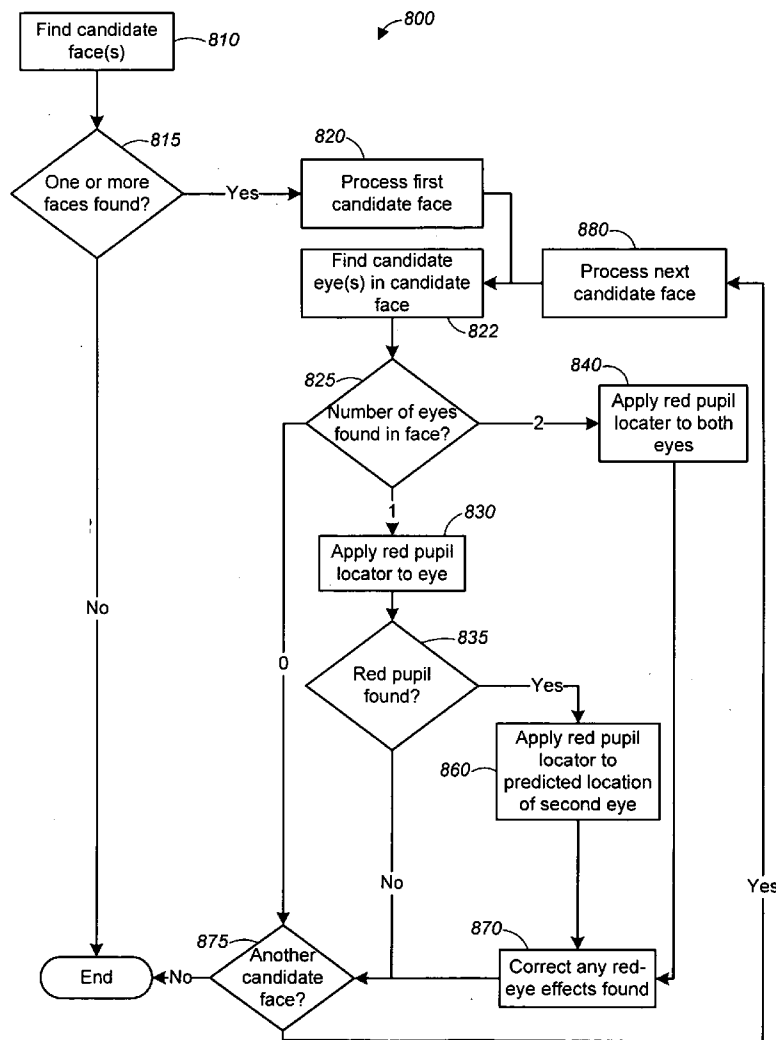 Find candidate
face(s)
810
800
815
One or more
faces found?
Yes
820
Process first
candidate face
880
Process next
candidate face
Find candidate
eye(s) in candidate
face
822
825
Number of eyes
found in face?
2
840
Apply red pupil
locater to both
eyes
1
830
Apply red pupil
locator to eye
No
0
835
Red pupil
found?
Yes
860
Apply red pupil
locator to
predicted location
of second eye
No
Yes
870
Correct any red-
eye effects found
875
Another
candidate
face?
No
End